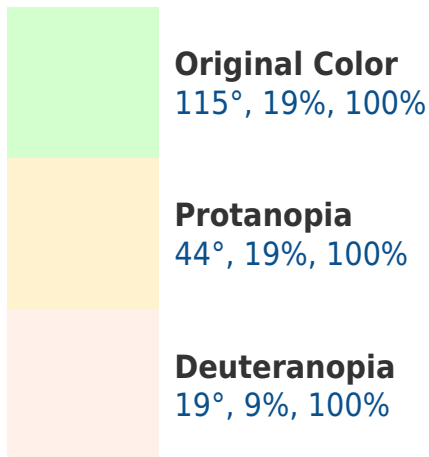 Original Color
115°, 19%, 100%
Protanopia
44°, 19%, 100%
Deuteranopia
19°, 9%, 100%